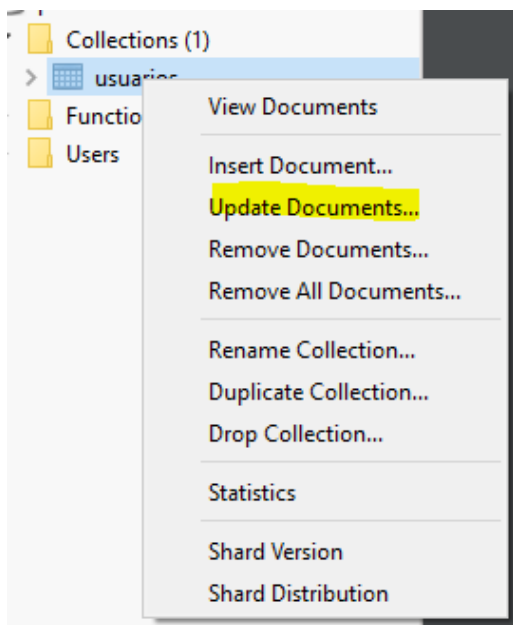 Collections (1)
usuarios
Functio
Users
View Documents
Insert Document...
Update Documents...
Remove Documents...
Remove All Documents...
Rename Collection...
Duplicate Collection...
Drop Collection...
Statistics
Shard Version
Shard Distribution